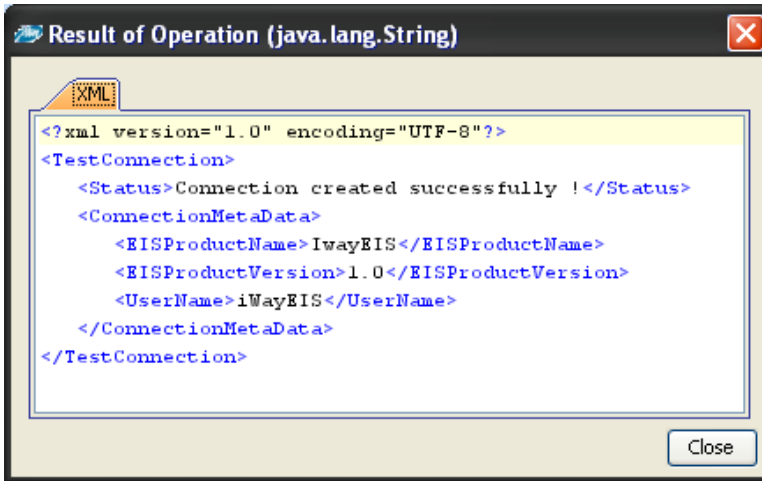 Result of Operation (java.lang.String)
XML
<?xml version="1.0" encoding="UTF-8"?>
<TestConnection>
<Status>Connection created successfully !</Status>
<ConnectionMetaData>
<EISProductName>IwayEIS</EISProductName>
<EISProductVersion>1.0</EISProductVersion>
<UserName>iWayEIS</UserName>
</ConnectionMetaData>
</TestConnection>
Close